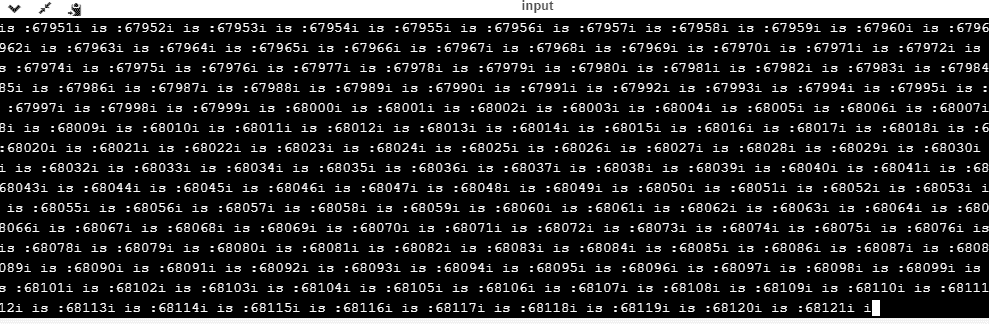 input
is :67951i is :67952i is :67953i is :67954i is :67955i is :67956i is :67957i is :67958i is :67959i is :67960i is :6796
962i is :67963i is :67964i is :67965i is :67966i is :67967i is :67968i is :67969i is :67970i is :67971i is :67972i is
s :67974i is :67975i is :67976i is :67977i is :67978i is :67979i is :67980i is :67981i is :67982i is :67983i is :67984
85i is :67986i is :67987i is :67988i is :67989i is :67990i is :67991i is :67992i is :67993i is :67994i is :67995i is :
:67997i is :67998i is :67999i is :68000i is :68001i is :68002i is :68003i is :68004i is :68005i is :68006i is :68007i
8i is :68009i is :68010i is :68011i is :68012i is :68013i is :68014i is :68015i is :68016i is :68017i is :68018i is :6
:68020i is :68021i is :68022i is :68023i is :68024i is :68025i is :68026i is :68027i is :68028i is :68029i is :68030i
i is :68032i is :68033i is :68034i is :68035i is :68036i is :68037i is :68038i is :68039i is :68040i is :68041i is :68
68043i is :68044i is :68045i is :68046i is :68047i is :68048i is :68049i is :68050i is :68051i is :68052i is :68053i i
is :68055i is :68056i is :68057i is :68058i is :68059i is :68060i is :68061i is :68062i is :68063i is :68064i is :680
8066i is :68067i is :68068i is :68069i is :68070i is :68071i is :68072i is :68073i is :68074i is :68075i is :68076i is
is :68078i is :68079i is :68080i is :68081i is :68082i is :68083i is :68084i is :68085i is :68086i is :68087i is :6808
089i is :68090i is :68091i is :68092i is :68093i is :68094i is :68095i is :68096i is :68097i is :68098i is :68099i is
s :68101i is :68102i is :68103i is :68104i is :68105i is :68106i is :68107i is :68108i is :68109i is :68110i is :68111
12i is :68113i is :68114i is :68115i is :68116i is :68117i is :68118i is :68119i is :68120i is :68121i i